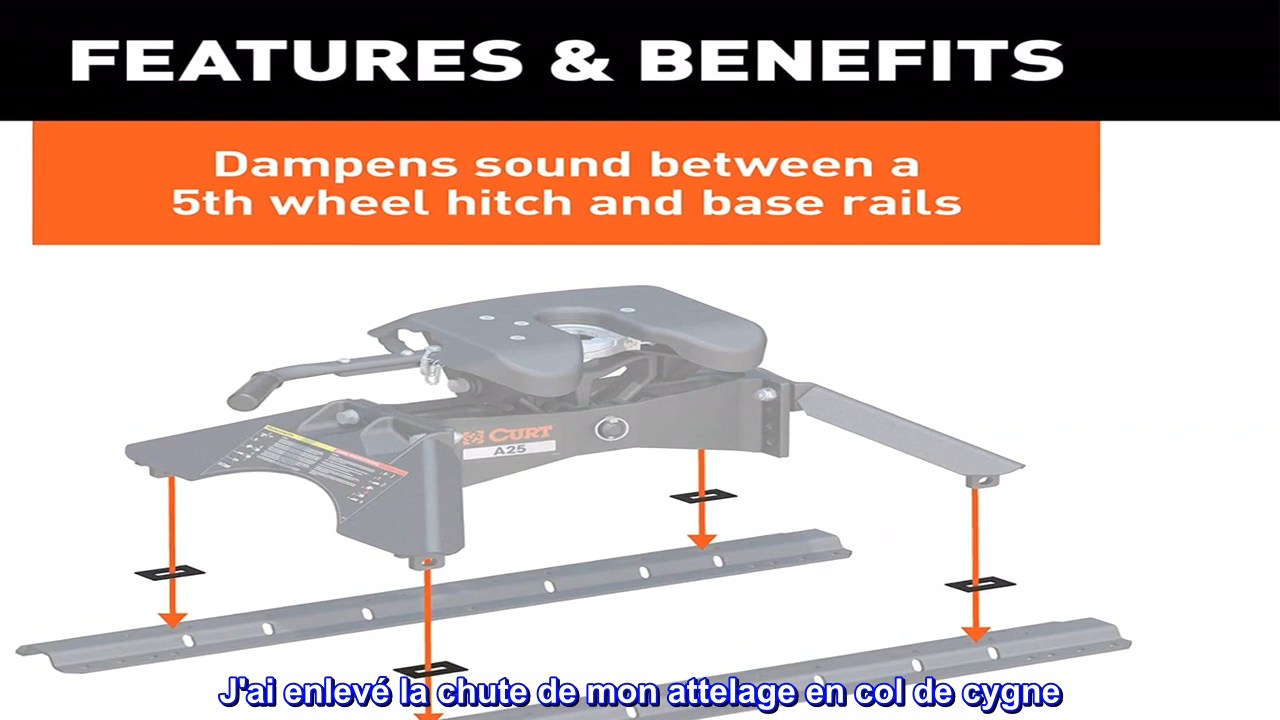 FEATURES & BENEFITS
Dampens sound between a
5th wheel hitch and base rails
CURT
A25
J'ai enlevé la chute de mon attelage en col de cygne